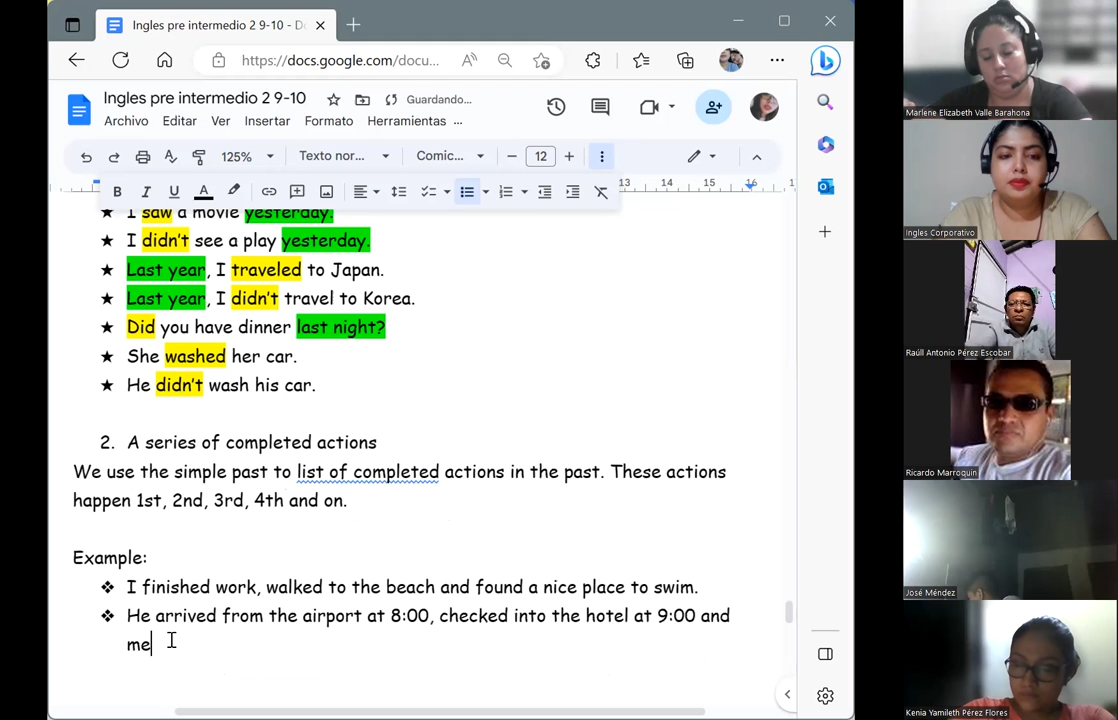 Ingles pre intermedio 2 9-10 - D
https://docs.google.com/docu...
Ingles pre intermedio 2 9-10
Guardando...
Archivo Editar Ver Insertar Formato Herramientas ...
125% Texto nor... Comic... 12
13 14 15 16
I saw a movie yesterday.
★ I didn't see a play yesterday.
★ Last year, I traveled to Japan.
★ Last year, I didn't travel to Korea.
★ Did you have dinner last night?
★ She washed her car.
★ He didn't wash his car.
2. A series of completed actions
We use the simple past to list of completed actions in the past. These actions
happen 1st, 2nd, 3rd, 4th and on.
Example:
❖ I finished work, walked to the beach and found a nice place to swim.
❖ He arrived from the airport at 8:00, checked into the hotel at 9:00 and
me
Marlene Elizabeth Valle Barahona
Ingles Corporativo
Raúll Antonio Pérez Escobar
Ricardo Marroquin
José Méndez
Kenia Yamileth Pérez Flores